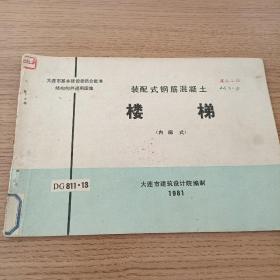 大连市基本建设委员会批准
结构构件通用图集
装配式钢筋混凝土
楼梯
（内部式）
DG 811·13
大连市建筑设计院编制
1981